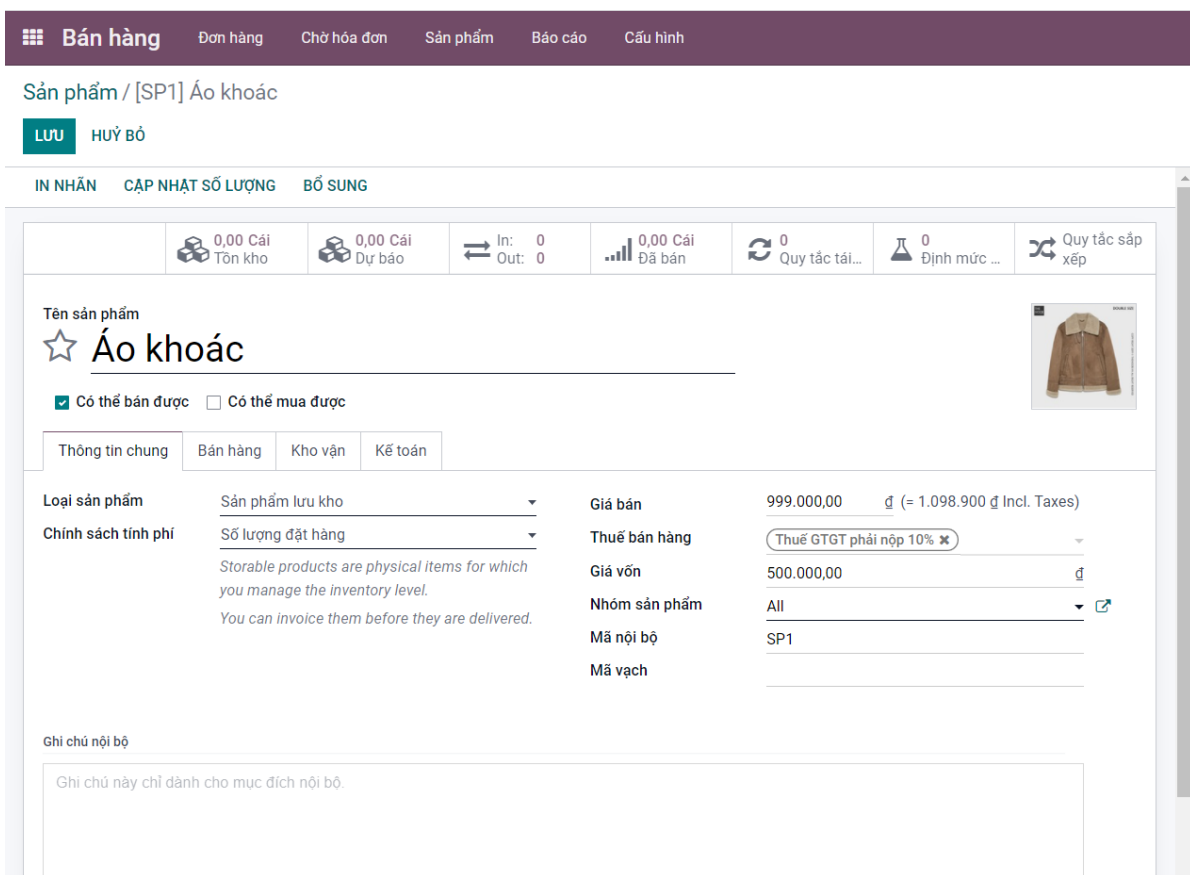 Bán hàng Đơn hàng Chờ hóa đơn Sản phẩm Báo cáo Cấu hình
Sản phẩm / [SP1] Áo khoác
LƯU HUỶ BỎ
IN NHÃN CẬP NHẬT SỐ LƯỢNG BỔ SUNG
0,00 Cái
Tồn kho
0,00 Cái
Dự báo
In: 0
Out: 0
0,00 Cái
Đã bán
0
Quy tắc tái...
0
Định mức ...
Quy tắc sắp
xếp
Tên sản phẩm
Áo khoác
Có thể bán được Có thể mua được
Thông tin chung Bán hàng Kho vận Kế toán
Loại sản phẩm Sản phẩm lưu kho
Chính sách tính phí Số lượng đặt hàng
Storable products are physical items for which
you manage the inventory level.
You can invoice them before they are delivered.
Giá bán 999.000,00 ₫ (= 1.098.900 ₫ Incl. Taxes)
Thuế bán hàng Thuế GTGT phải nộp 10% ✖
Giá vốn 500.000,00 ₫
Nhóm sản phẩm All
Mã nội bộ SP1
Mã vạch
Ghi chú nội bộ
Ghi chú này chỉ dành cho mục đích nội bộ.